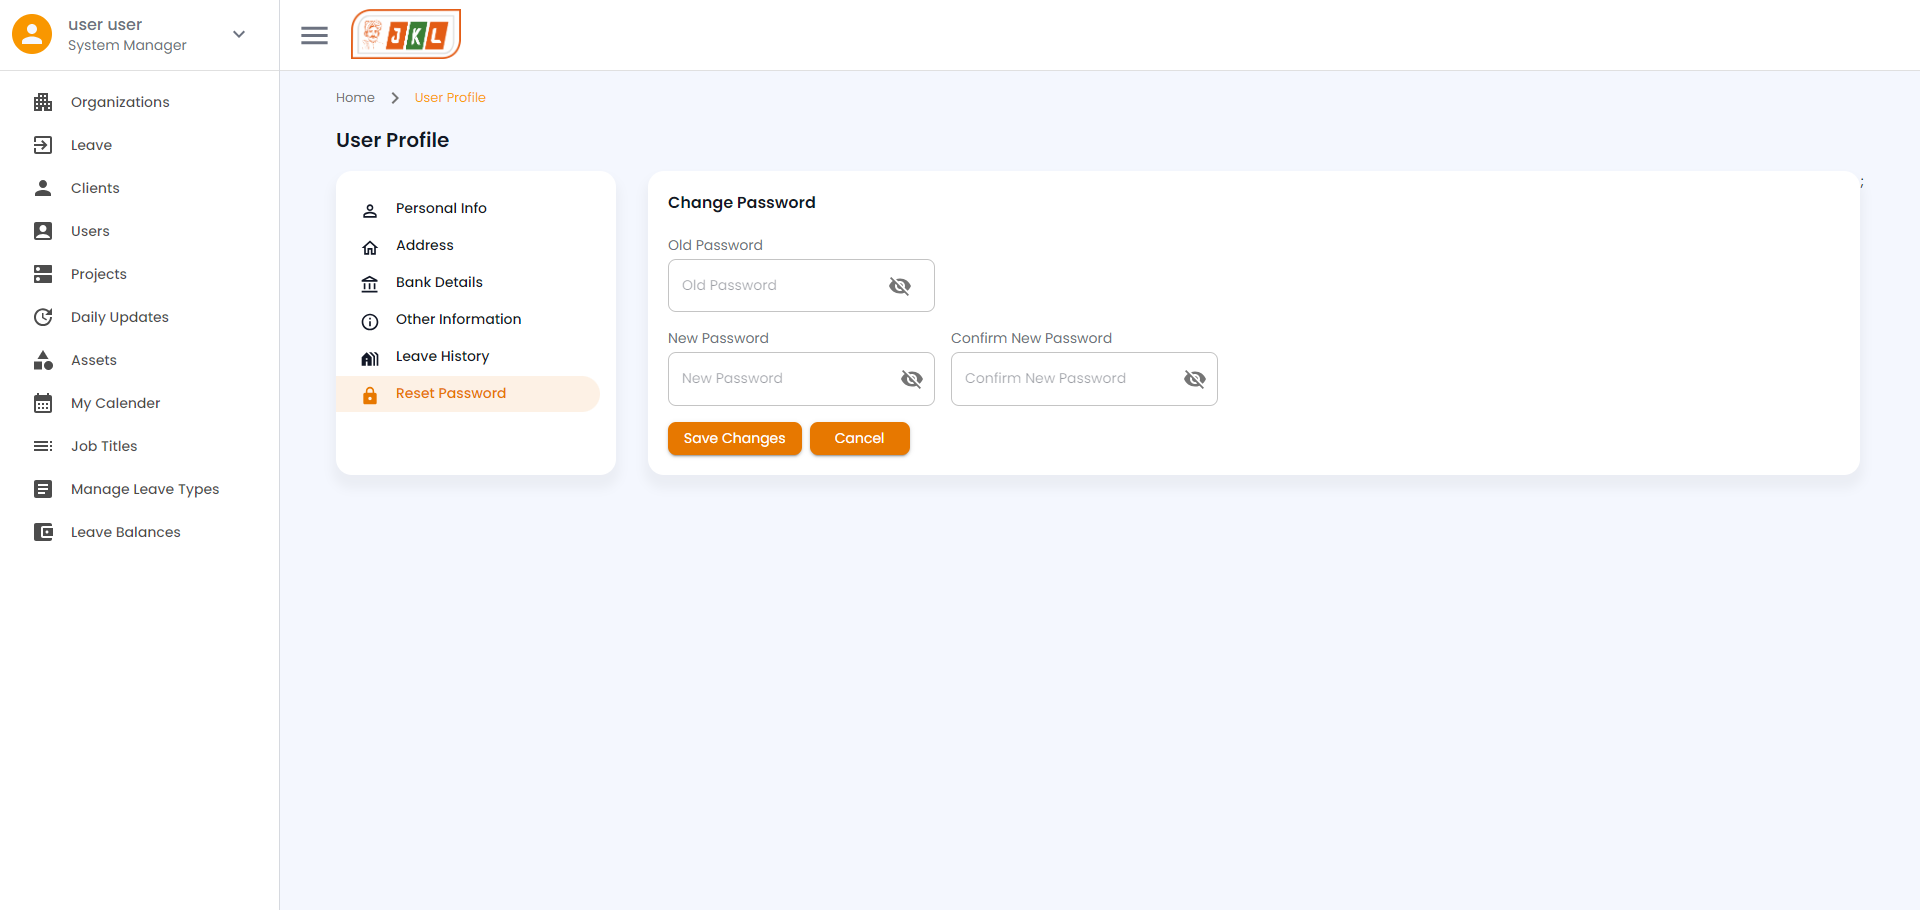 user user
System Manager
JKL
Organizations
Leave
Clients
Users
Projects
Daily Updates
Assets
My Calender
Job Titles
Manage Leave Types
Leave Balances
Home
User Profile
User Profile
Personal Info
Address
Bank Details
Other Information
Leave History
Reset Password
;
Change Password
Old Password
Old Password
New Password
Confirm New Password
New Password
Confirm New Password
Save Changes
Cancel